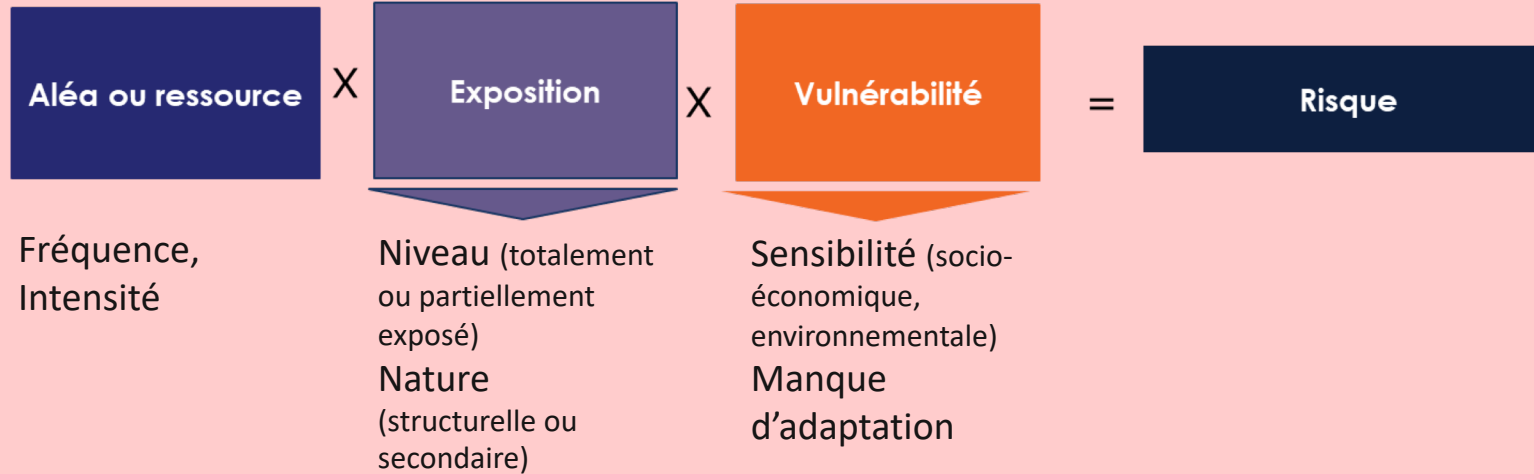 Aléa ou ressource X Exposition X Vulnérabilité = Risque
Fréquence,
Intensité
Niveau (totalement
ou partiellement
exposé)
Nature
(structurelle ou
secondaire)
Sensibilité (socio-
économique,
environnementale)
Manque
d’adaptation